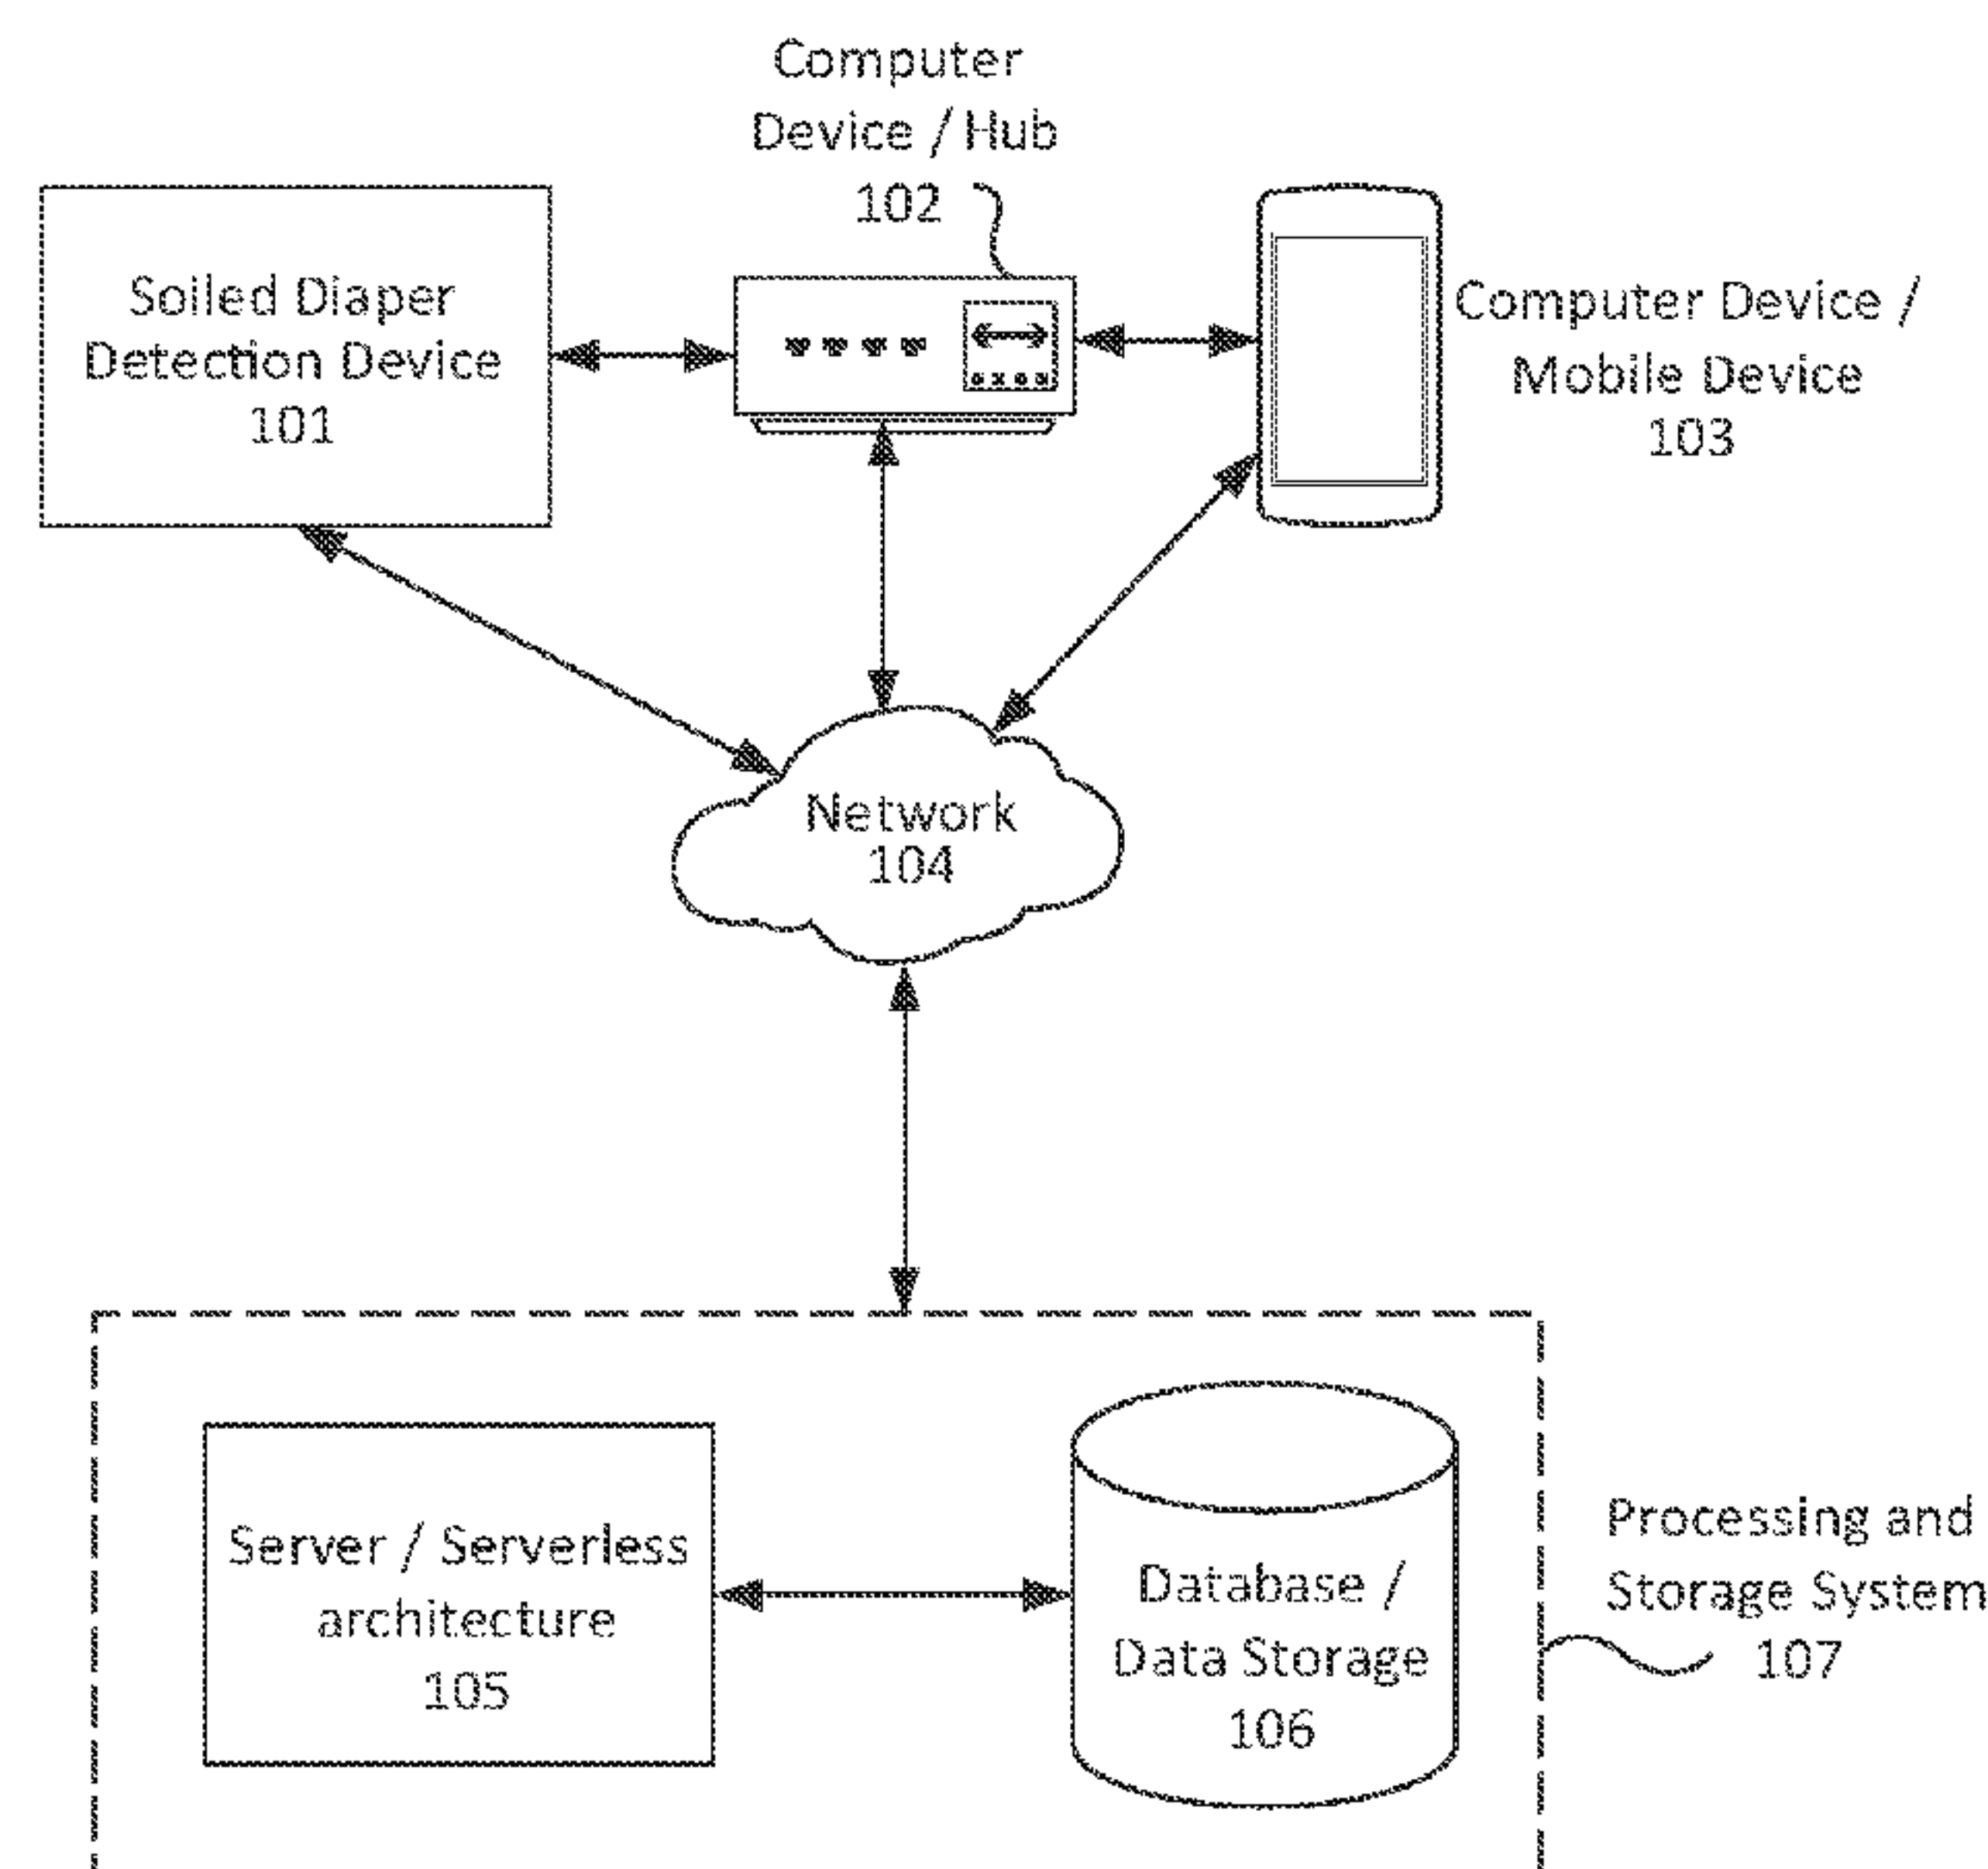 Computer
Device / Hub
102
Soiled Diaper
Detection Device
101
Computer Device /
Mobile Device
103
Network
104
Server / Serverless
architecture
105
Database /
Data Storage
106
Processing and
Storage System
107